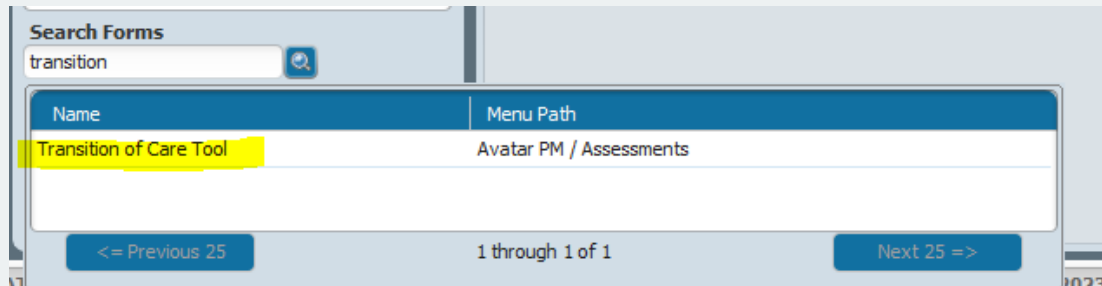 Search Forms
transition
Name Menu Path
Transition of Care Tool Avatar PM / Assessments
<= Previous 25 1 through 1 of 1 Next 25 =>